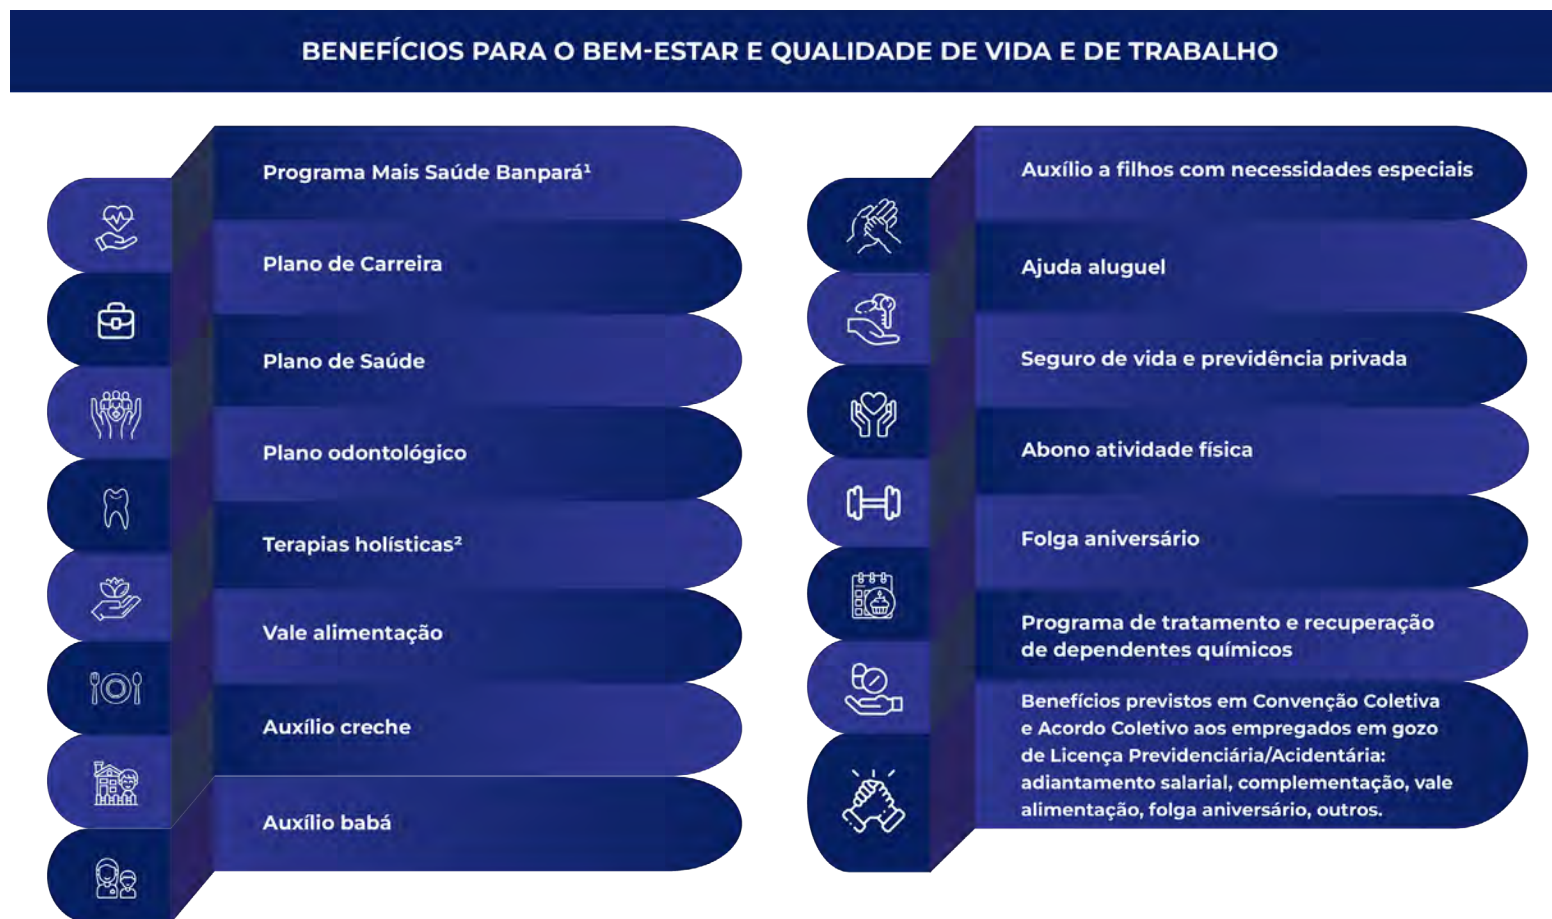 BENEFÍCIOS PARA O BEM-ESTAR E QUALIDADE DE VIDA E DE TRABALHO
Programa Mais Saúde Banpará¹
Plano de Carreira
Plano de Saúde
Plano odontológico
Terapias holísticas²
Vale alimentação
Auxílio creche
Auxílio babá
Auxílio a filhos com necessidades especiais
Ajuda aluguel
Seguro de vida e previdência privada
Abono atividade física
Folga aniversário
Programa de tratamento e recuperação
de dependentes químicos
Benefícios previstos em Convenção Coletiva
e Acordo Coletivo aos empregados em gozo
de Licença Previdenciária/Acidentária:
adiantamento salarial, complementação, vale
alimentação, folga aniversário, outros.